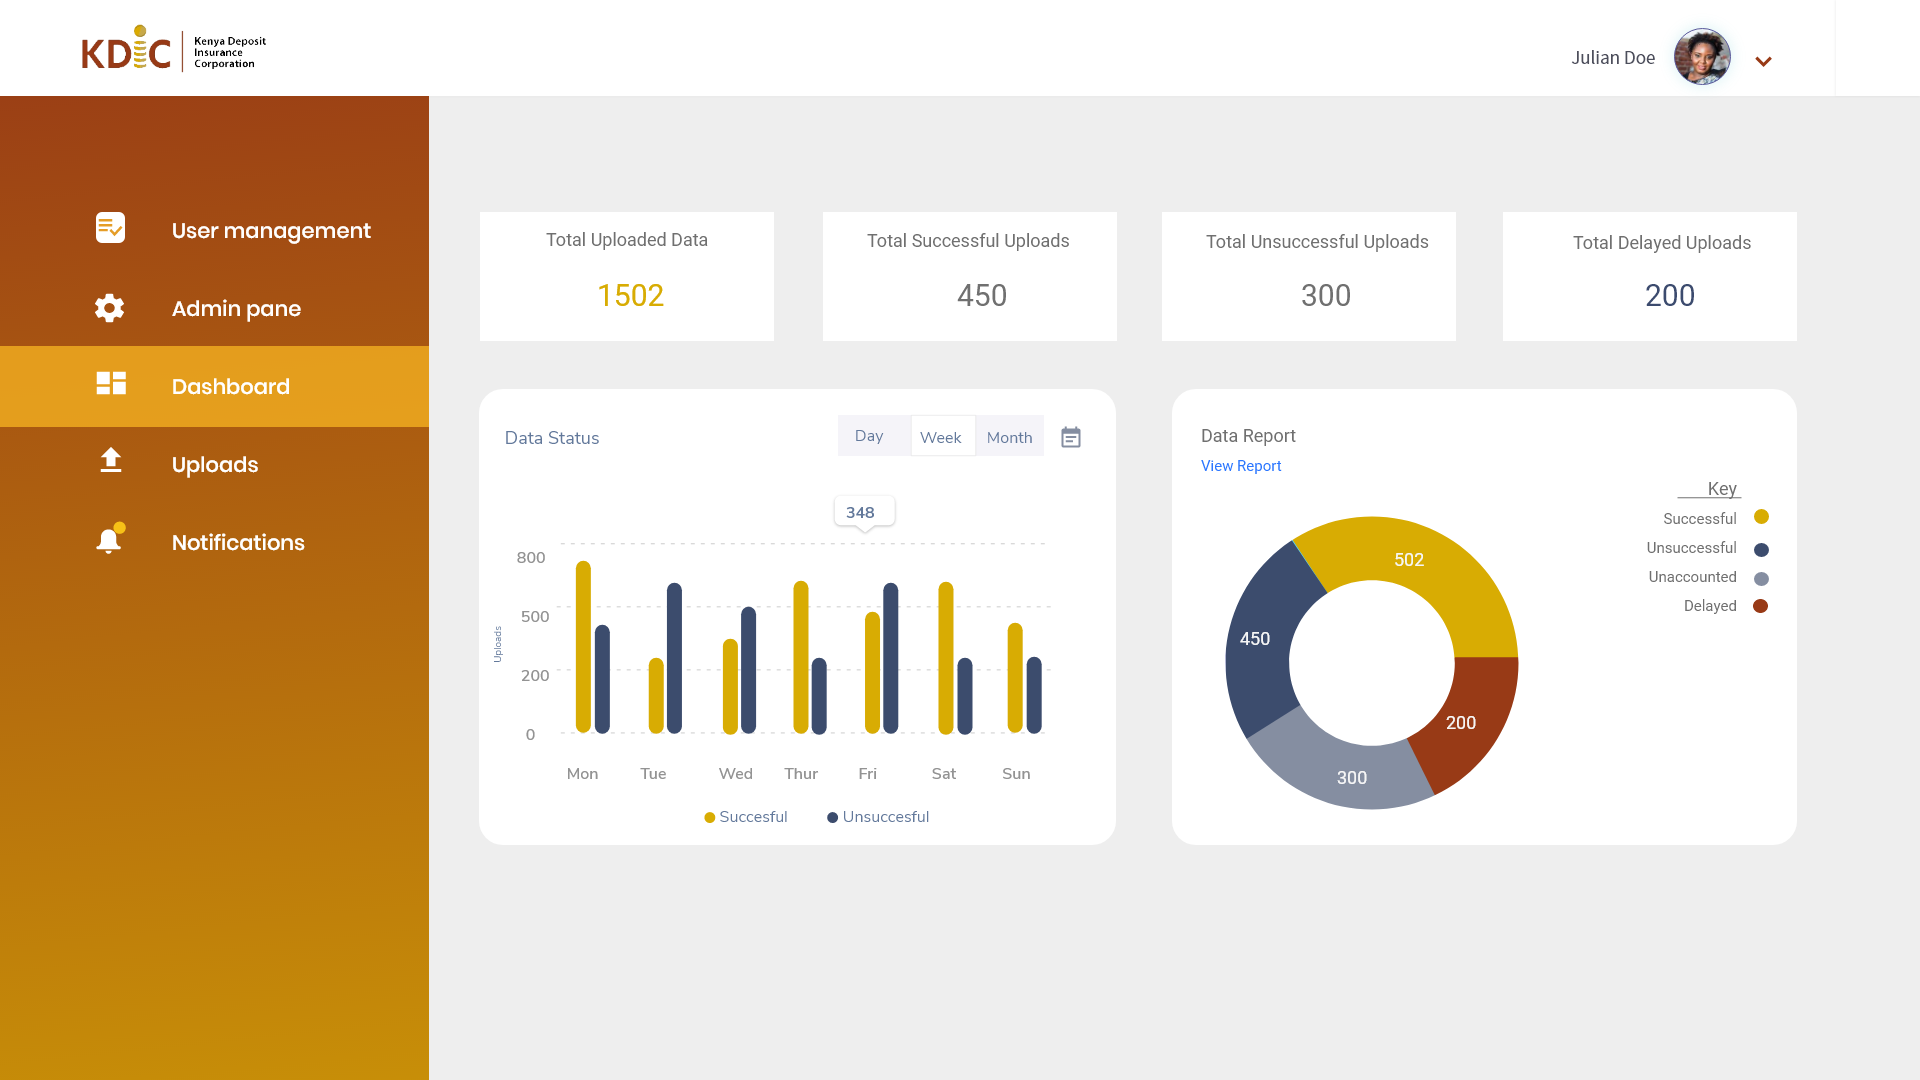 KDIC
Kenya Deposit
Insurance
Corporation
Julian Doe
User management
Admin pane
Dashboard
Uploads
Notifications
Total Uploaded Data
1502
Total Successful Uploads
450
Total Unsuccessful Uploads
300
Total Delayed Uploads
200
Data Status
Day
Week
Month
348
800
500
200
0
Uploads
Mon
Tue
Wed
Thur
Fri
Sat
Sun
Succesful
Unsuccesful
Data Report
View Report
Key
Successful
Unsuccessful
Unaccounted
Delayed
502
450
200
300